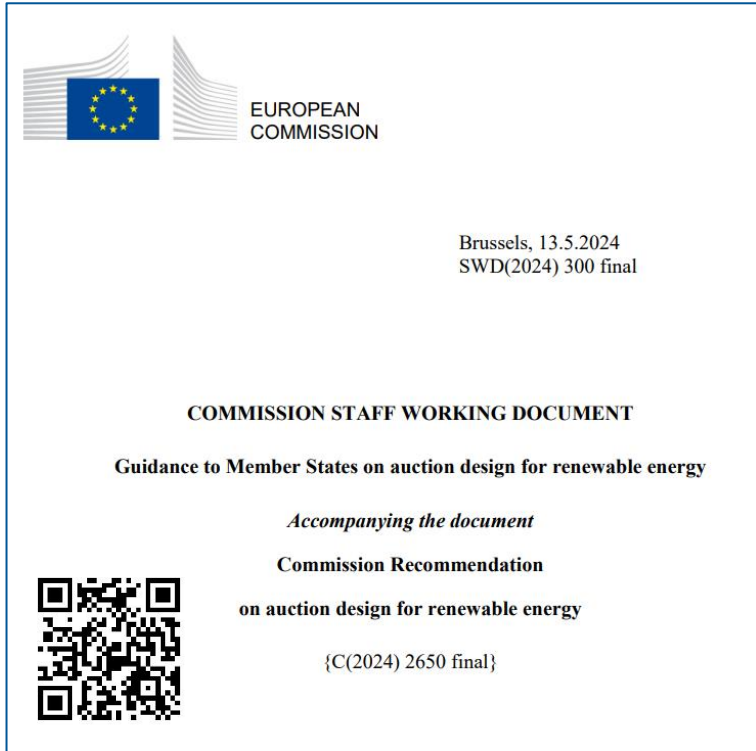 EUROPEAN
COMMISSION
Brussels, 13.5.2024
SWD(2024) 300 final
COMMISSION STAFF WORKING DOCUMENT
Guidance to Member States on auction design for renewable energy
Accompanying the document
Commission Recommendation
on auction design for renewable energy
{C(2024) 2650 final}